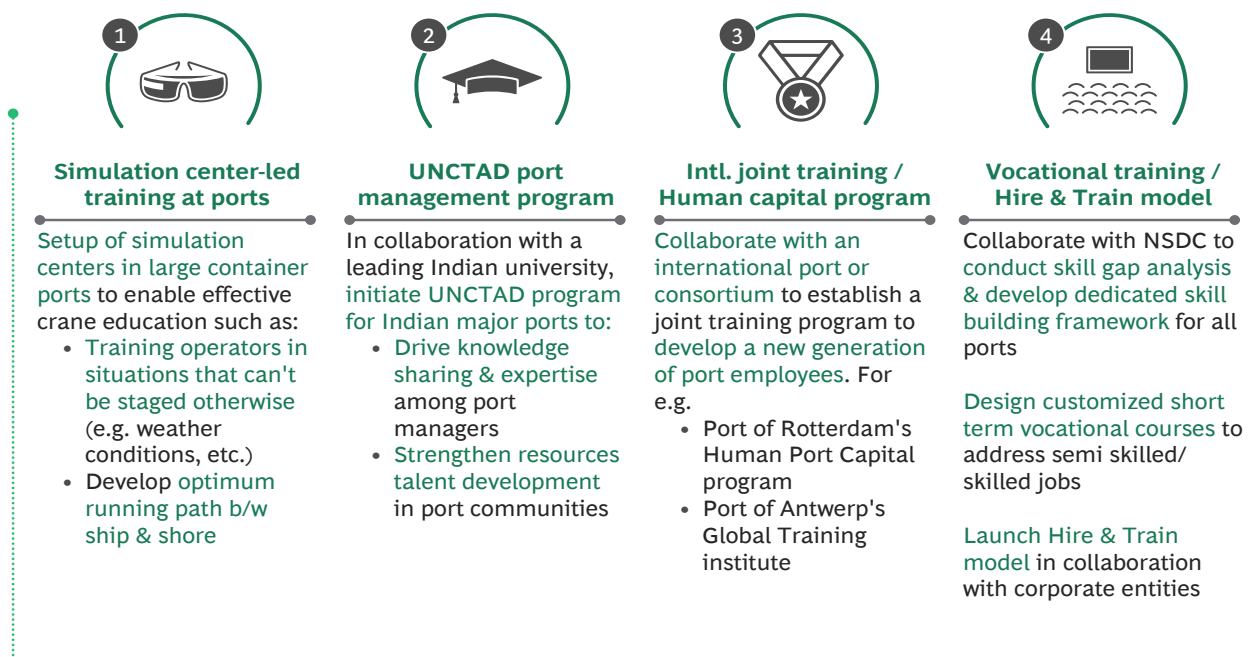 1
Simulation center-led
training at ports
Setup of simulation
centers in large container
ports to enable effective
crane education such as:
• Training operators in
situations that can't
be staged otherwise
(e.g. weather
conditions, etc.)
• Develop optimum
running path b/w
ship & shore
2
UNCTAD port
management program
In collaboration with a
leading Indian university,
initiate UNCTAD program
for Indian major ports to:
• Drive knowledge
sharing & expertise
among port
managers
• Strengthen resources
talent development
in port communities
3
Intl. joint training /
Human capital program
Collaborate with an
international port or
consortium to establish a
joint training program to
develop a new generation
of port employees. For
e.g.
• Port of Rotterdam's
Human Port Capital
program
• Port of Antwerp's
Global Training
institute
4
Vocational training /
Hire & Train model
Collaborate with NSDC to
conduct skill gap analysis
& develop dedicated skill
building framework for all
ports
Design customized short
term vocational courses to
address semi skilled/
skilled jobs
Launch Hire & Train
model in collaboration
with corporate entities